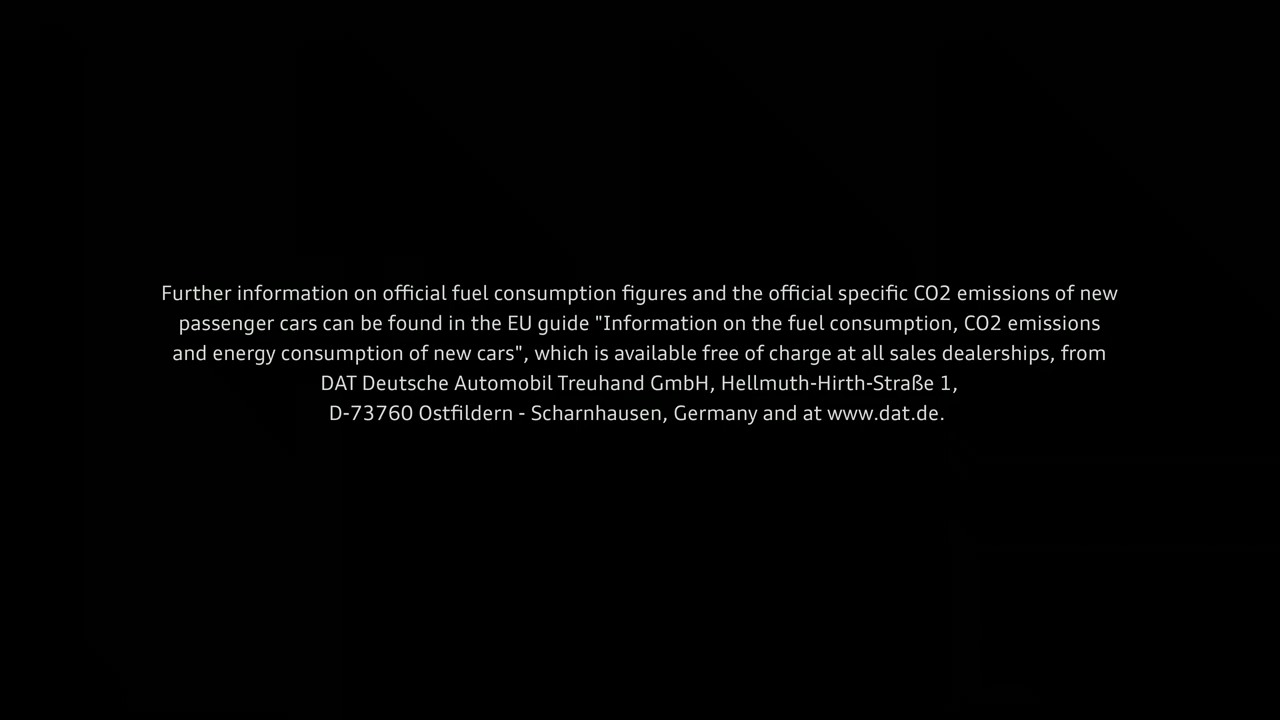 Further information on official fuel consumption figures and the official specific CO2 emissions of new
passenger cars can be found in the EU guide "Information on the fuel consumption, CO2 emissions
and energy consumption of new cars", which is available free of charge at all sales dealerships, from
DAT Deutsche Automobil Treuhand GmbH, Hellmuth-Hirth-Straße 1,
D-73760 Ostfildern - Scharnhausen, Germany and at www.dat.de.